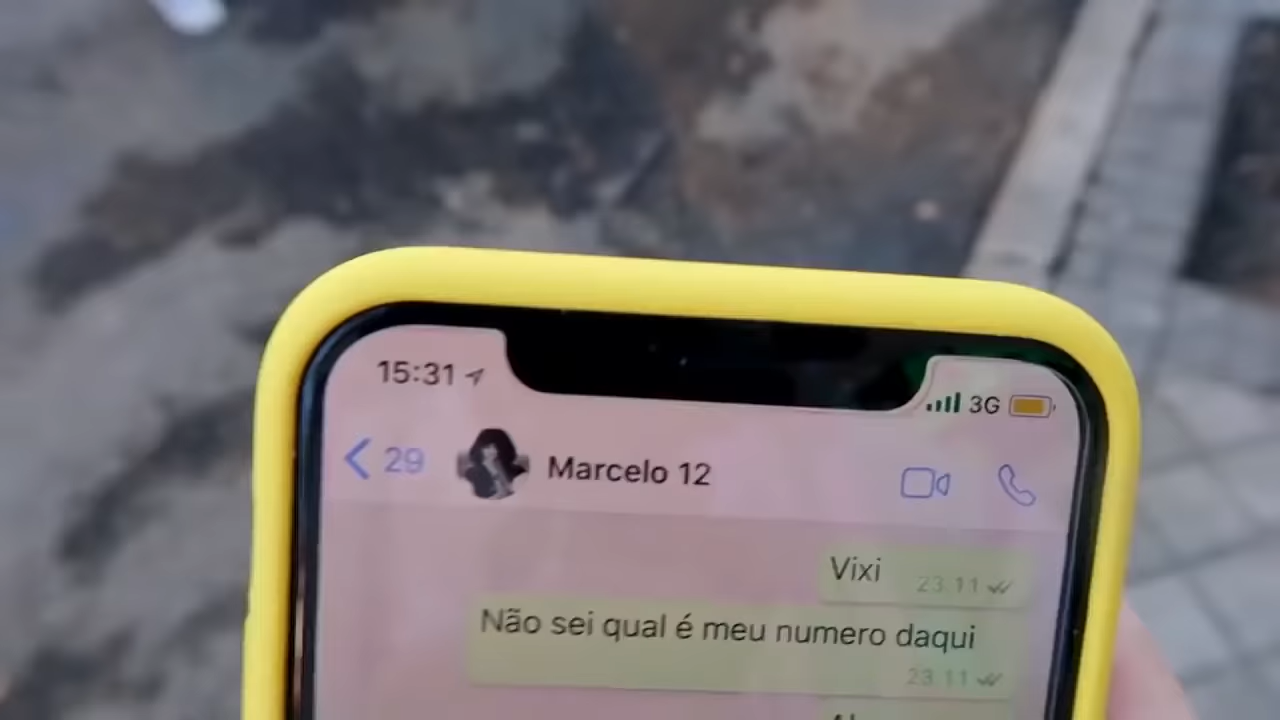 15:31
3G
29
Marcelo 12
Vixi
23:11
Não sei qual é meu numero daqui
23:11